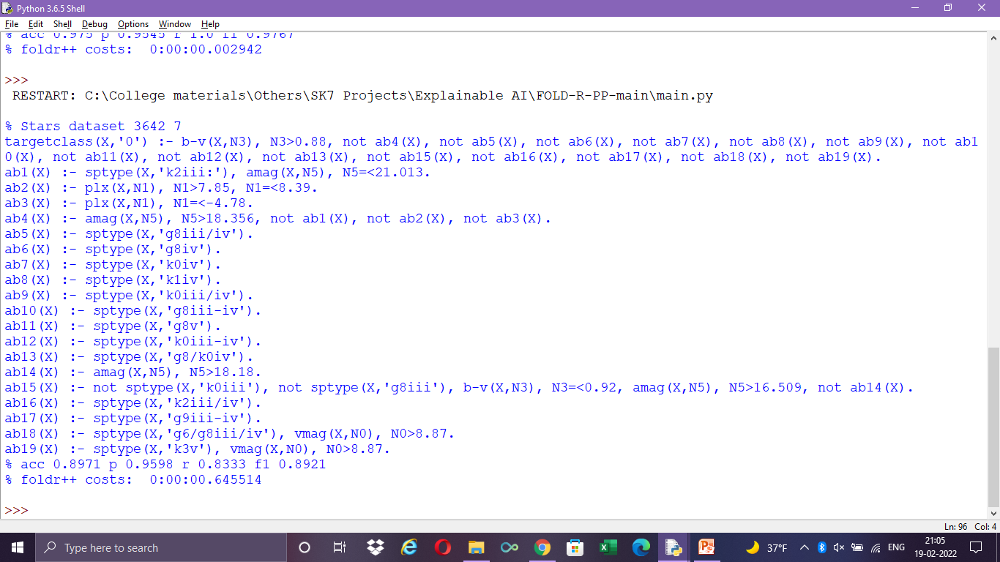 Python 3.6.5 Shell
File Edit Shell Debug Options Window Help
% acc 0.975 p 0.9545 r 1.0 f1 0.9767
% foldr++ costs:  0:00:00.002942
>>>
 RESTART: C:\College materials\Others\SK7 Projects\Explainable AI\FOLD-R-PP-main\main.py
% Stars dataset 3642 7
targetclass(X,'0') :- b-v(X,N3), N3>0.88, not ab4(X), not ab5(X), not ab6(X), not ab7(X), not ab8(X), not ab9(X), not ab1
0(X), not ab11(X), not ab12(X), not ab13(X), not ab15(X), not ab16(X), not ab17(X), not ab18(X), not ab19(X).
ab1(X) :- sptype(X,'k2iii:'), amag(X,N5), N5=<21.013.
ab2(X) :- plx(X,N1), N1>7.85, N1=<8.39.
ab3(X) :- plx(X,N1), N1=<-4.78.
ab4(X) :- amag(X,N5), N5>18.356, not ab1(X), not ab2(X), not ab3(X).
ab5(X) :- sptype(X,'g8iii/iv').
ab6(X) :- sptype(X,'g8iv').
ab7(X) :- sptype(X,'k0iv').
ab8(X) :- sptype(X,'k1iv').
ab9(X) :- sptype(X,'k0iii/iv').
ab10(X) :- sptype(X,'g8iii-iv').
ab11(X) :- sptype(X,'g8v').
ab12(X) :- sptype(X,'k0iii-iv').
ab13(X) :- sptype(X,'g8/k0iv').
ab14(X) :- amag(X,N5), N5>18.18.
ab15(X) :- not sptype(X,'k0iii'), not sptype(X,'g8iii'), b-v(X,N3), N3=<0.92, amag(X,N5), N5>16.509, not ab14(X).
ab16(X) :- sptype(X,'k2iii/iv').
ab17(X) :- sptype(X,'g9iii-iv').
ab18(X) :- sptype(X,'g6/g8iii/iv'), vmag(X,N0), N0>8.87.
ab19(X) :- sptype(X,'k3v'), vmag(X,N0), N0>8.87.
% acc 0.8971 p 0.9598 r 0.8333 f1 0.8921
% foldr++ costs:  0:00:00.645514
>>>
Ln: 96 Col: 4
Type here to search
37°F
ENG
21:05
19-02-2022